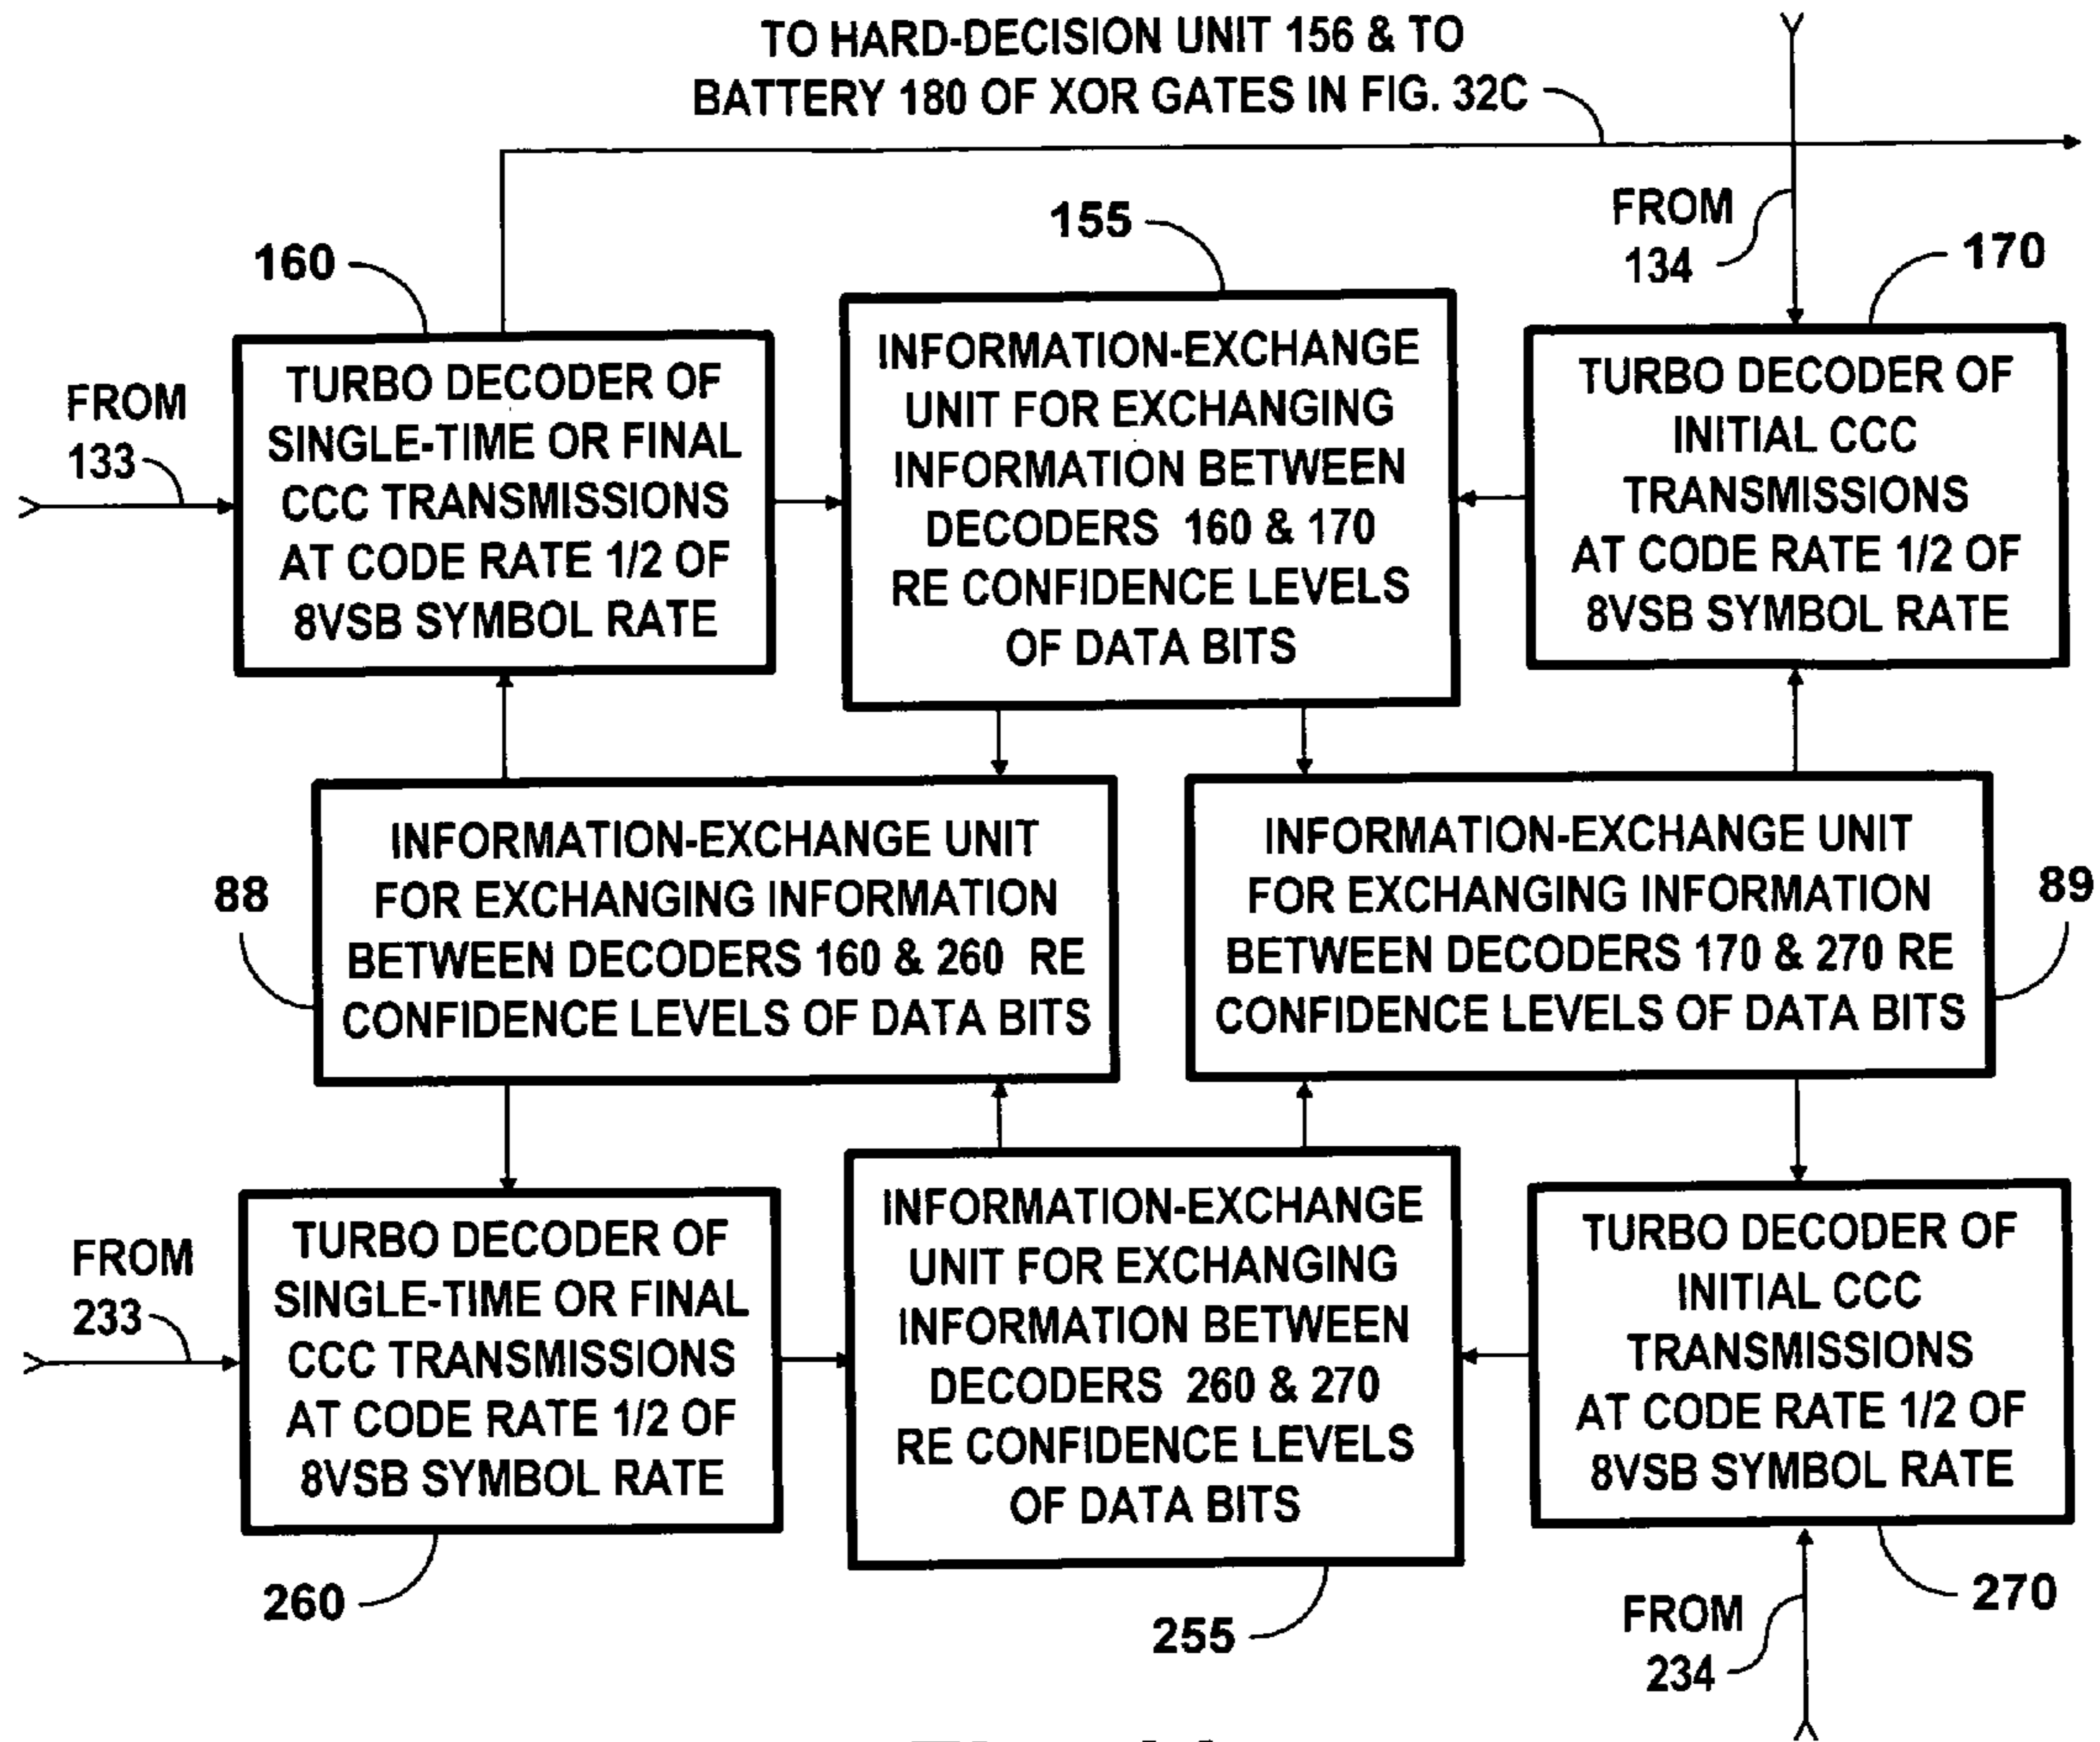 TO HARD-DECISION UNIT 156 & TO
BATTERY 180 OF XOR GATES IN FIG. 32C
FROM
134
155
160
170
FROM
133
TURBO DECODER OF
SINGLE-TIME OR FINAL
CCC TRANSMISSIONS
AT CODE RATE 1/2 OF
8VSB SYMBOL RATE
INFORMATION-EXCHANGE
UNIT FOR EXCHANGING
INFORMATION BETWEEN
DECODERS 160 & 170
RE CONFIDENCE LEVELS
OF DATA BITS
TURBO DECODER OF
INITIAL CCC
TRANSMISSIONS
AT CODE RATE 1/2 OF
8VSB SYMBOL RATE
88
INFORMATION-EXCHANGE UNIT
FOR EXCHANGING INFORMATION
BETWEEN DECODERS 160 & 260 RE
CONFIDENCE LEVELS OF DATA BITS
INFORMATION-EXCHANGE UNIT
FOR EXCHANGING INFORMATION
BETWEEN DECODERS 170 & 270 RE
CONFIDENCE LEVELS OF DATA BITS
89
FROM
233
TURBO DECODER OF
SINGLE-TIME OR FINAL
CCC TRANSMISSIONS
AT CODE RATE 1/2 OF
8VSB SYMBOL RATE
INFORMATION-EXCHANGE
UNIT FOR EXCHANGING
INFORMATION BETWEEN
DECODERS 260 & 270
RE CONFIDENCE LEVELS
OF DATA BITS
TURBO DECODER OF
INITIAL CCC
TRANSMISSIONS
AT CODE RATE 1/2 OF
8VSB SYMBOL RATE
260
255
270
FROM
234